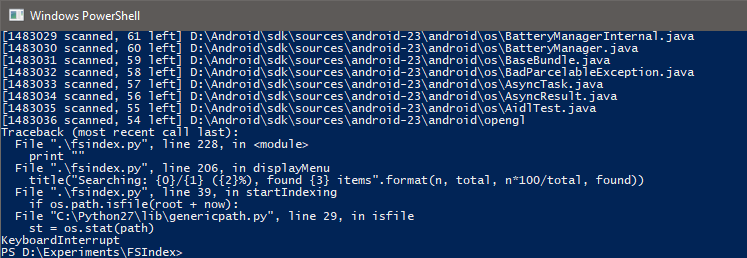 Windows PowerShell
[1483029 scanned, 61 left] D:\Android\sdk\sources\android-23\android\os\BatteryManagerInternal.java
[1483030 scanned, 60 left] D:\Android\sdk\sources\android-23\android\os\BatteryManager.java
[1483031 scanned, 59 left] D:\Android\sdk\sources\android-23\android\os\BaseBundle.java
[1483032 scanned, 58 left] D:\Android\sdk\sources\android-23\android\os\BadParcelableException.java
[1483033 scanned, 57 left] D:\Android\sdk\sources\android-23\android\os\AsyncTask.java
[1483034 scanned, 56 left] D:\Android\sdk\sources\android-23\android\os\AsyncResult.java
[1483035 scanned, 55 left] D:\Android\sdk\sources\android-23\android\os\AidlTest.java
[1483036 scanned, 54 left] D:\Android\sdk\sources\android-23\android\opengl
Traceback (most recent call last):
  File ".\fsindex.py", line 228, in <module>
    print ""
  File ".\fsindex.py", line 206, in displayMenu
    title("Searching: {0}/{1} ({2}%), found {3} items".format(n, total, n*100/total, found))
  File ".\fsindex.py", line 39, in startIndexing
    if os.path.isfile(root + now):
  File "C:\Python27\lib\genericpath.py", line 29, in isfile
    st = os.stat(path)
KeyboardInterrupt
PS D:\Experiments\FSIndex>